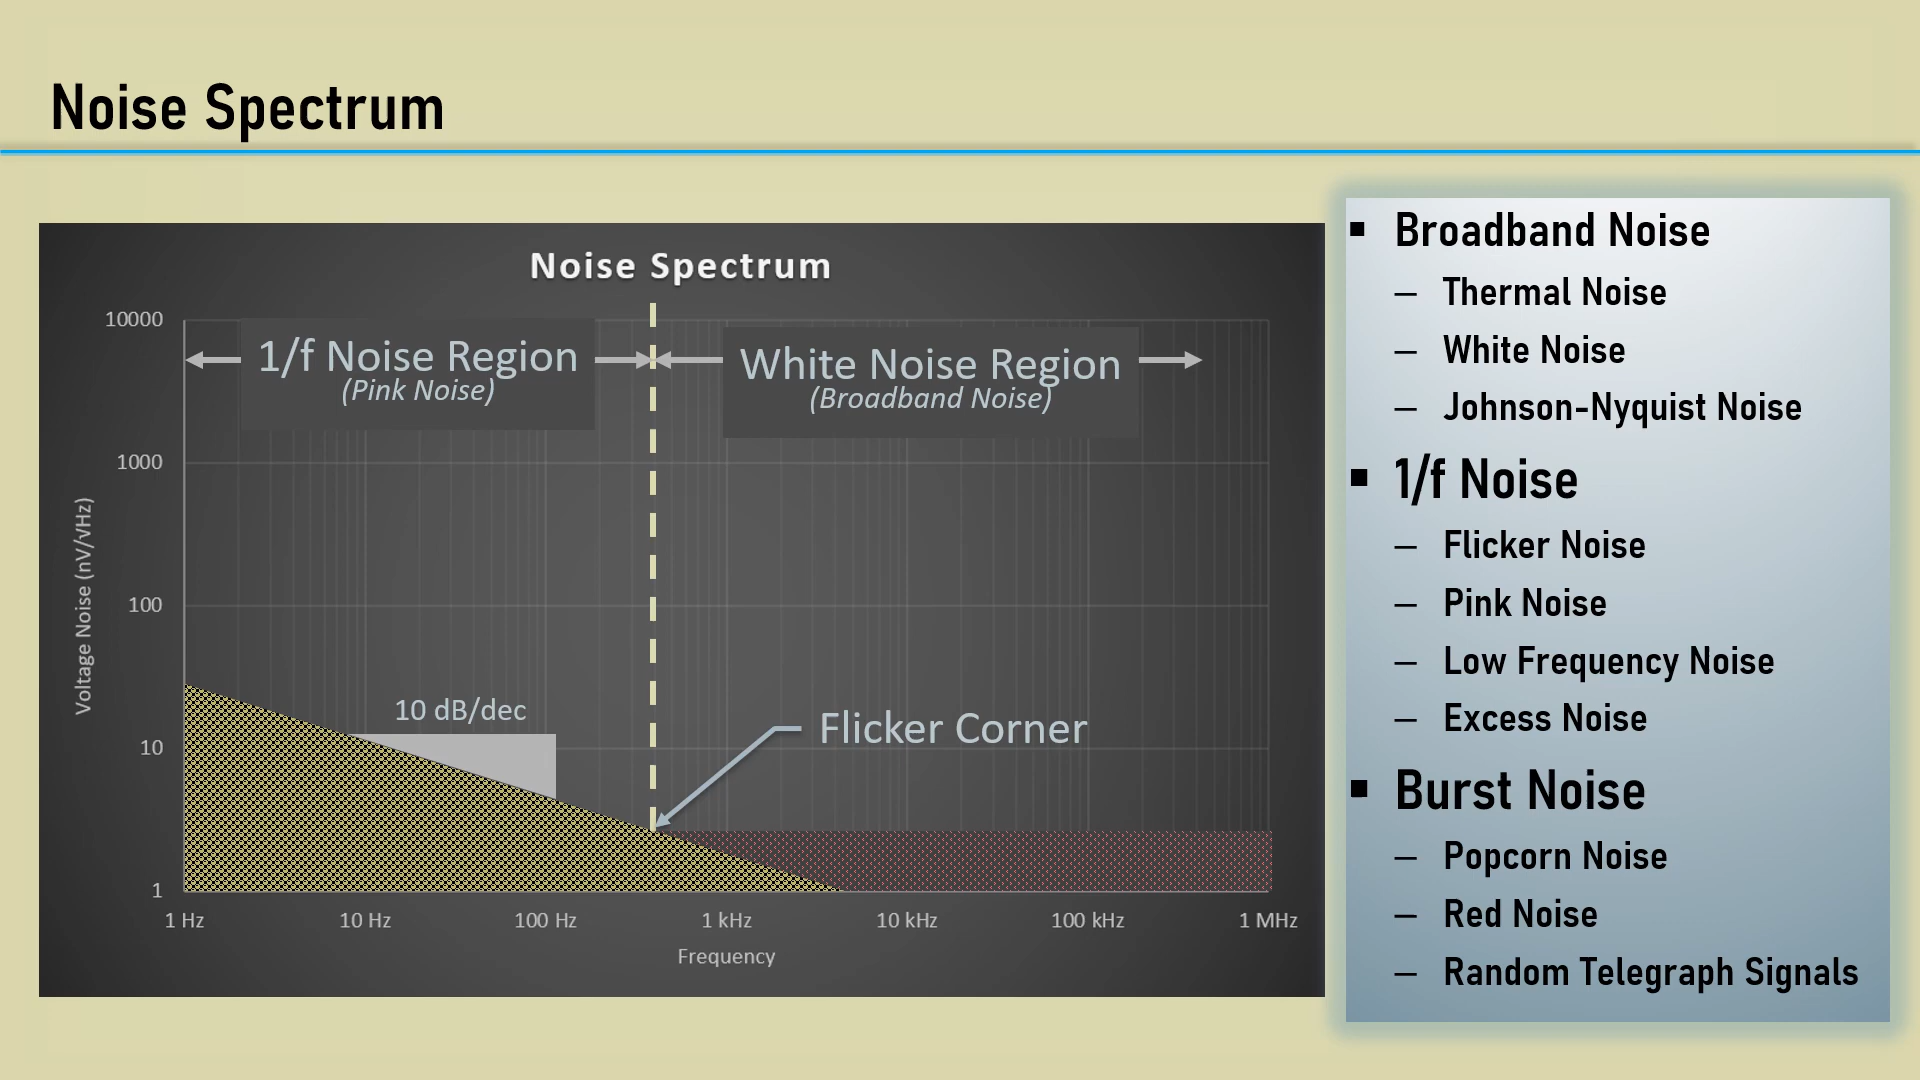 Noise Spectrum
Noise Spectrum
10000
1/f Noise Region
(Pink Noise)
White Noise Region
(Broadband Noise)
1000
Voltage Noise (nV/√Hz)
100
10 dB/dec
Flicker Corner
10
1
1 Hz 10 Hz 100 Hz 1 kHz 10 kHz 100 kHz 1 MHz
Frequency
▪ Broadband Noise
– Thermal Noise
– White Noise
– Johnson-Nyquist Noise
▪ 1/f Noise
– Flicker Noise
– Pink Noise
– Low Frequency Noise
– Excess Noise
▪ Burst Noise
– Popcorn Noise
– Red Noise
– Random Telegraph Signals